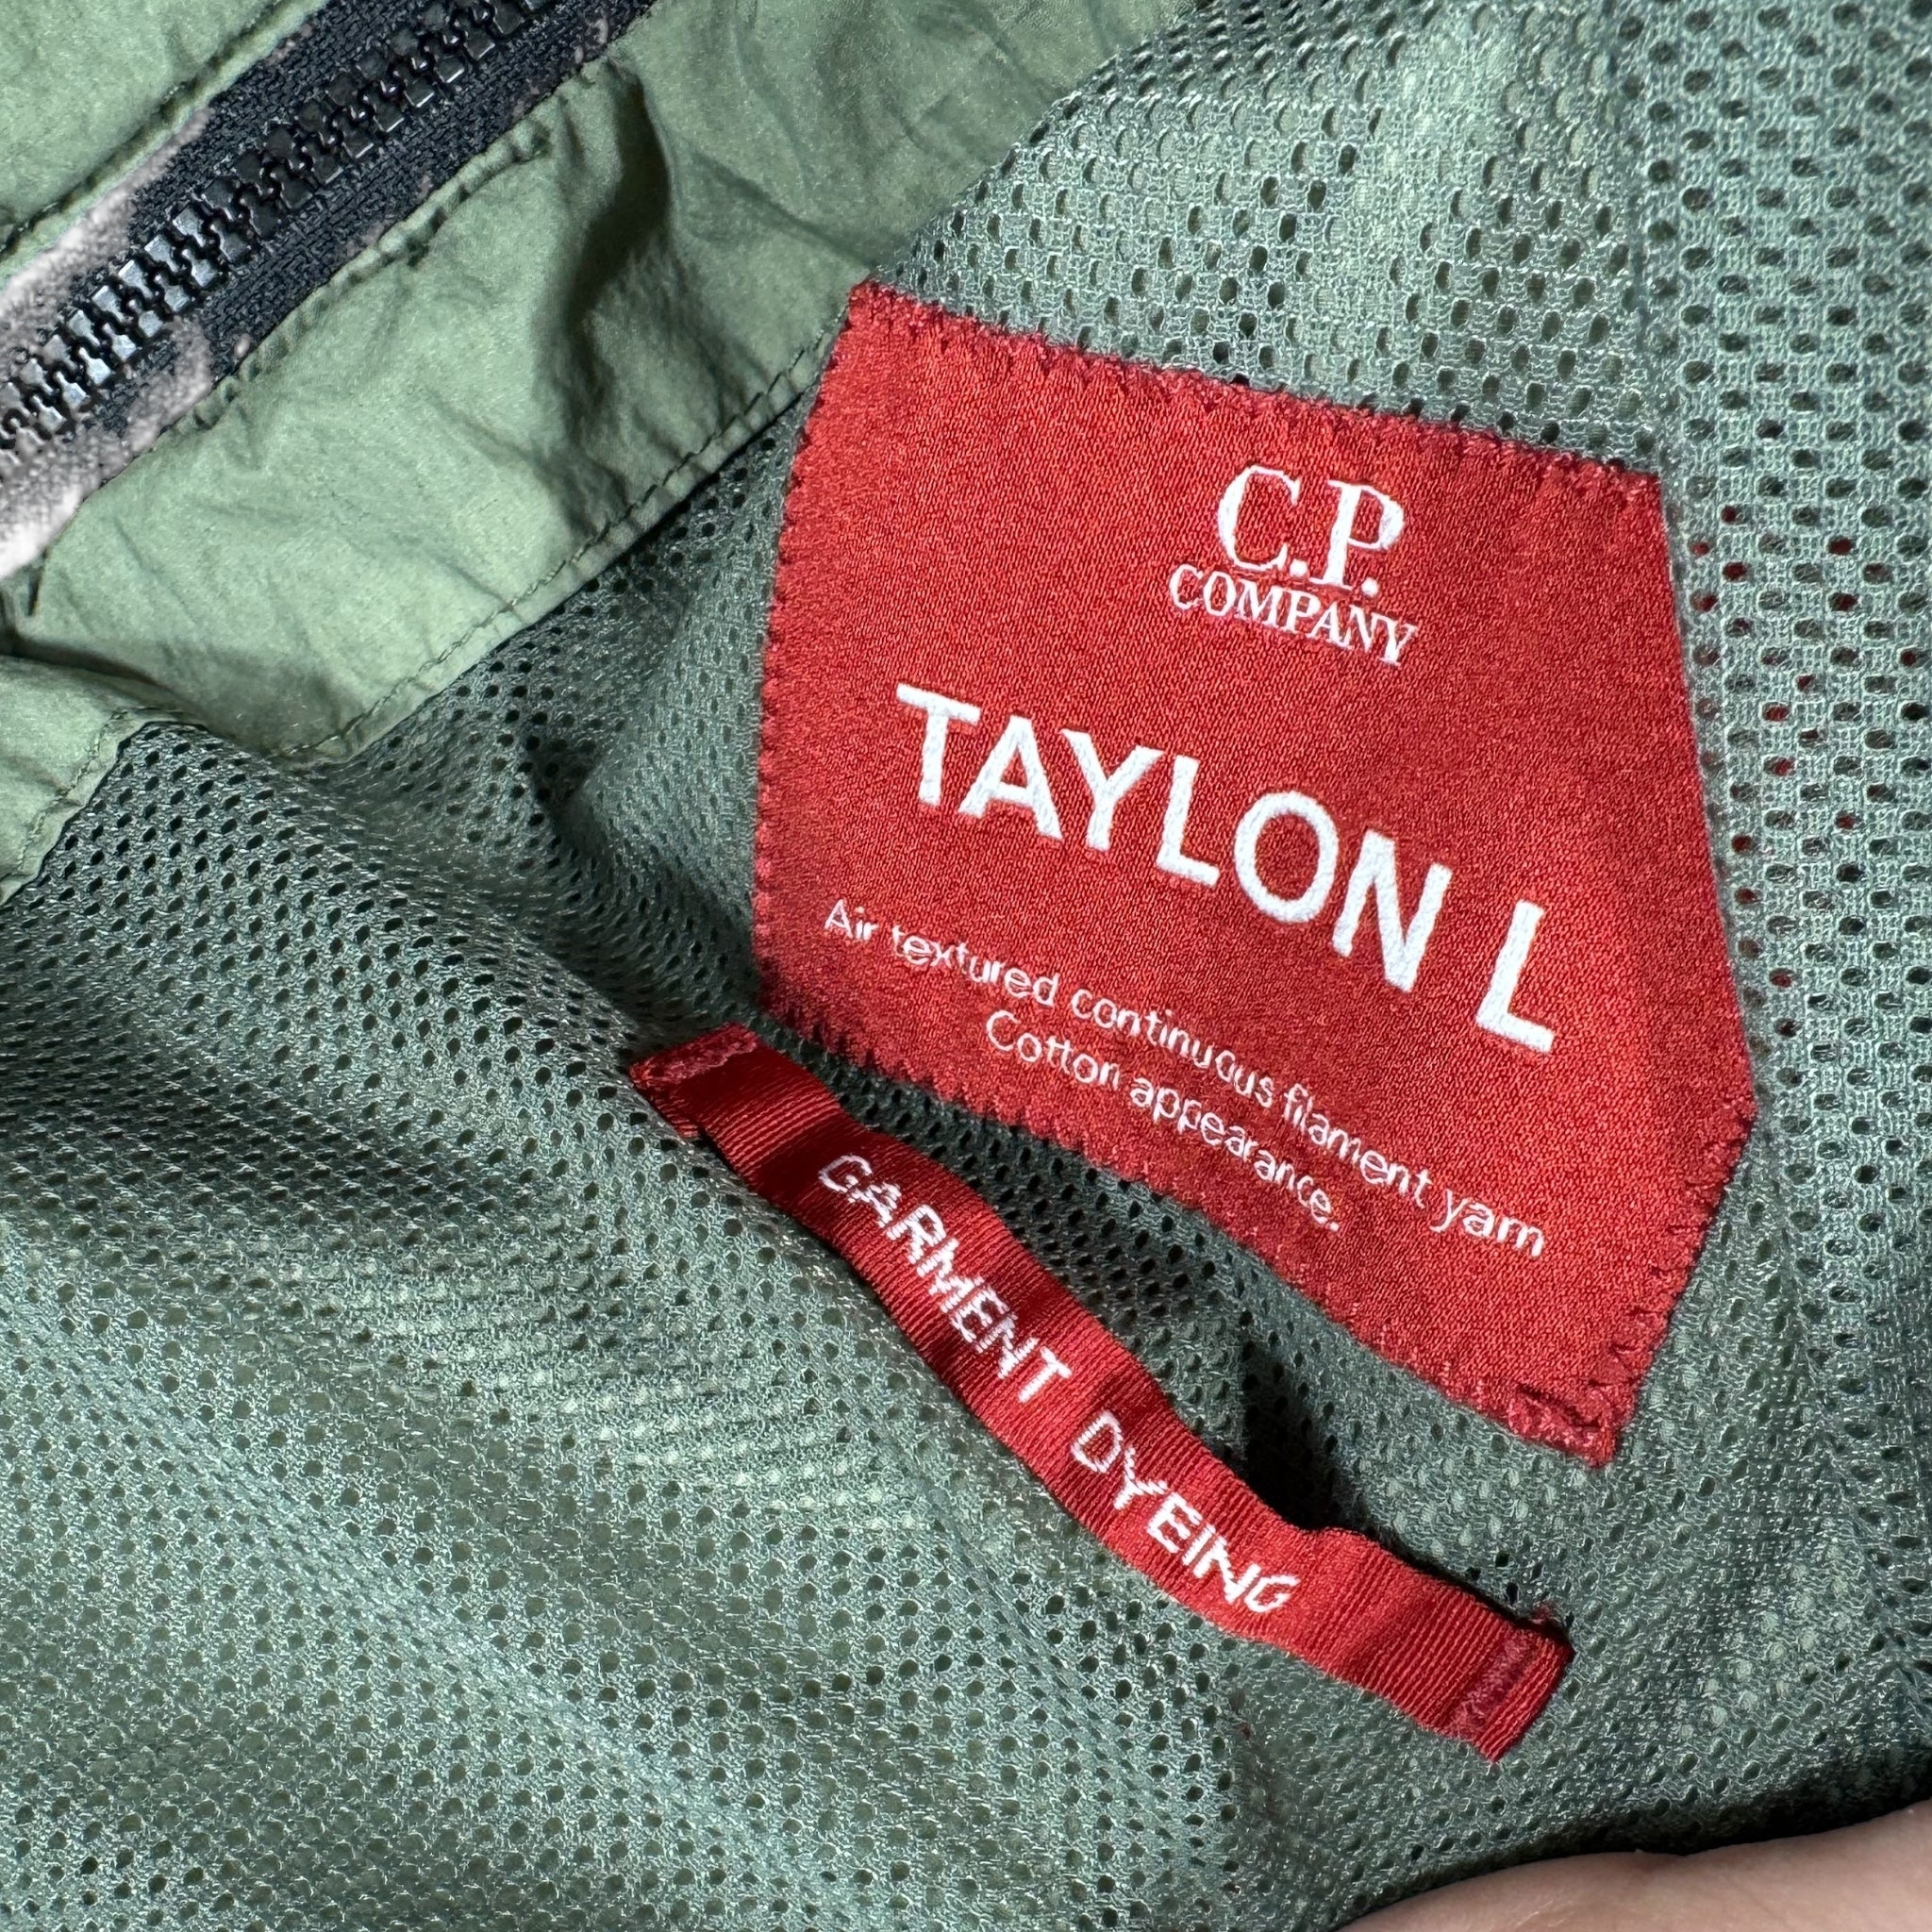 C.P.
COMPANY
TAYLON L
Air textured continuous filament yarn
Cotton appearance.
GARMENT DYEING